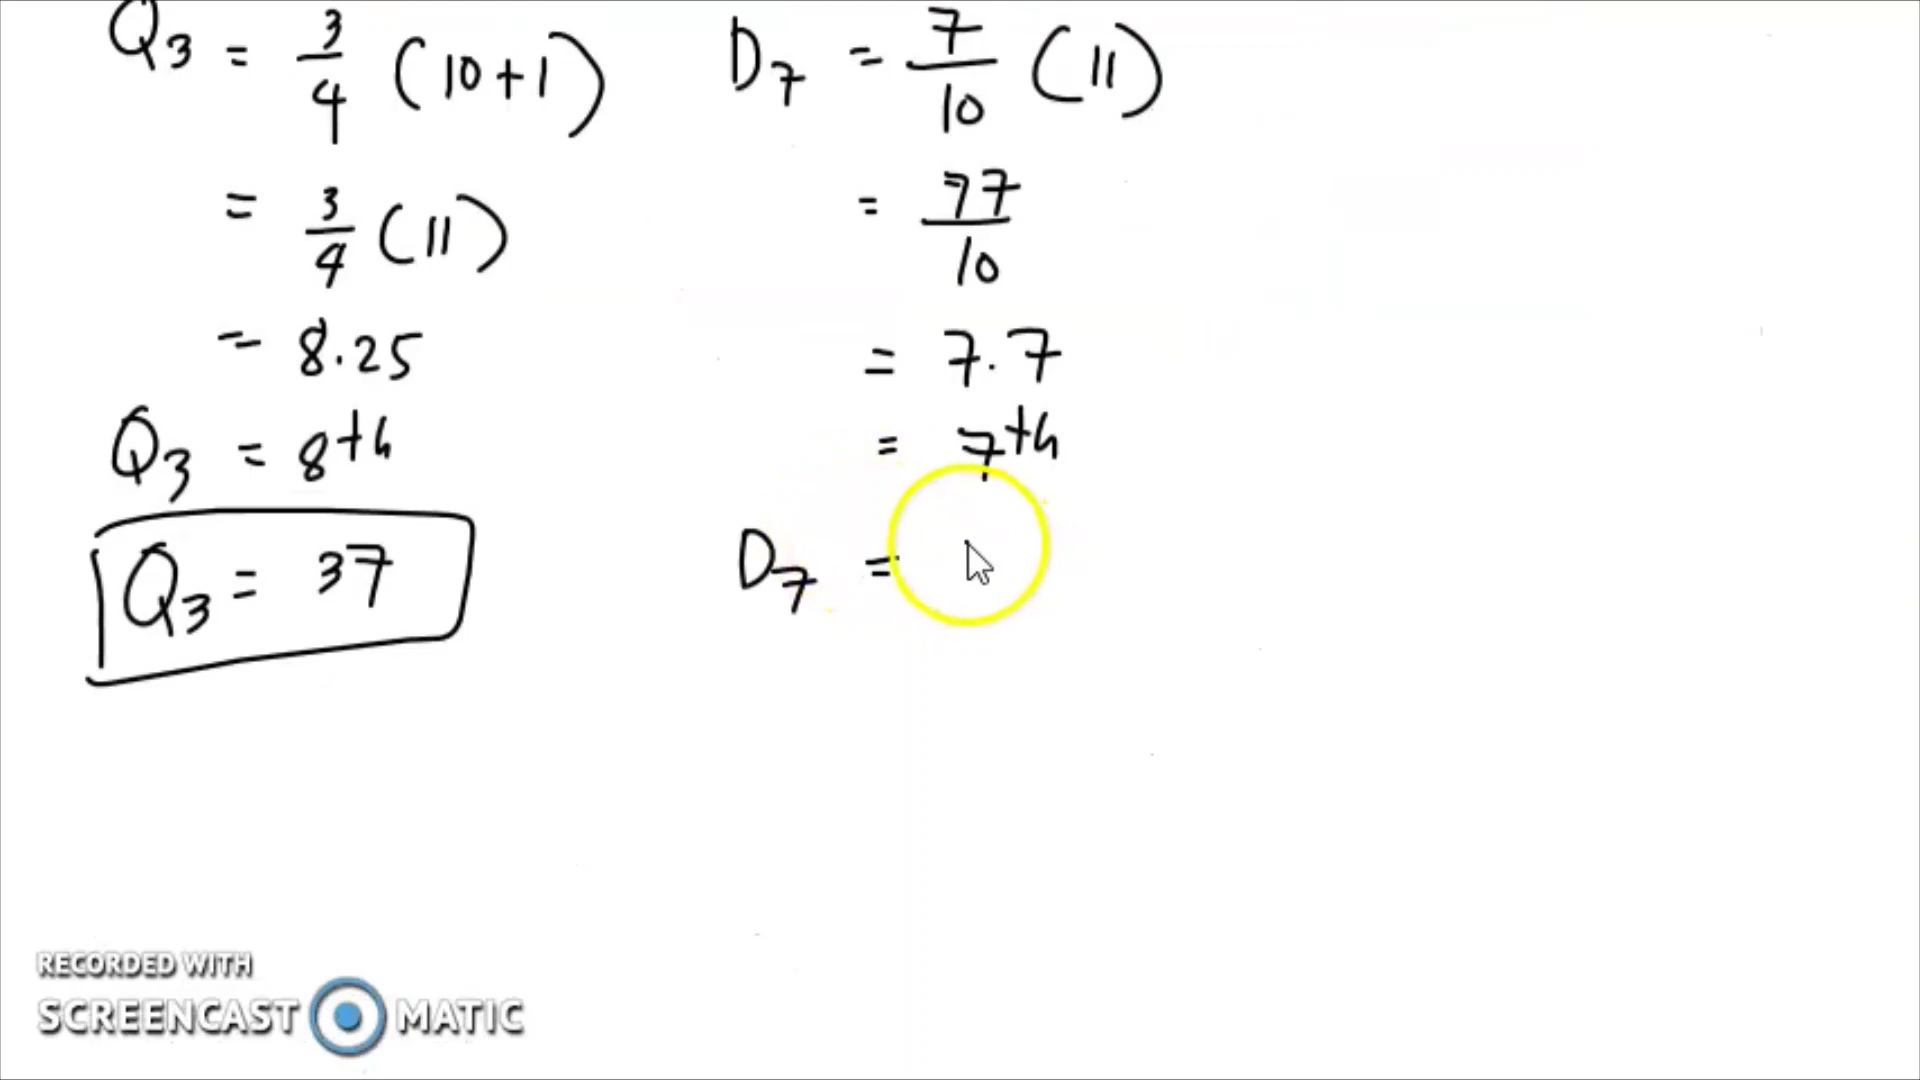 Q3 = 3/4 (10+1)
= 3/4 (11)
= 8.25
Q3 = 8th
Q3 = 37
D7 = 7/10 (11)
= 77/10
= 7.7
= 7th
D7 =
RECORDED WITH
SCREENCAST MATIC